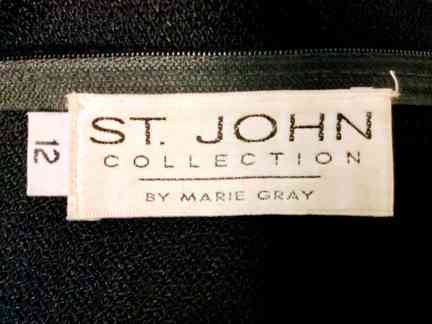 ST. JOHN
COLLECTION
BY MARIE GRAY
12